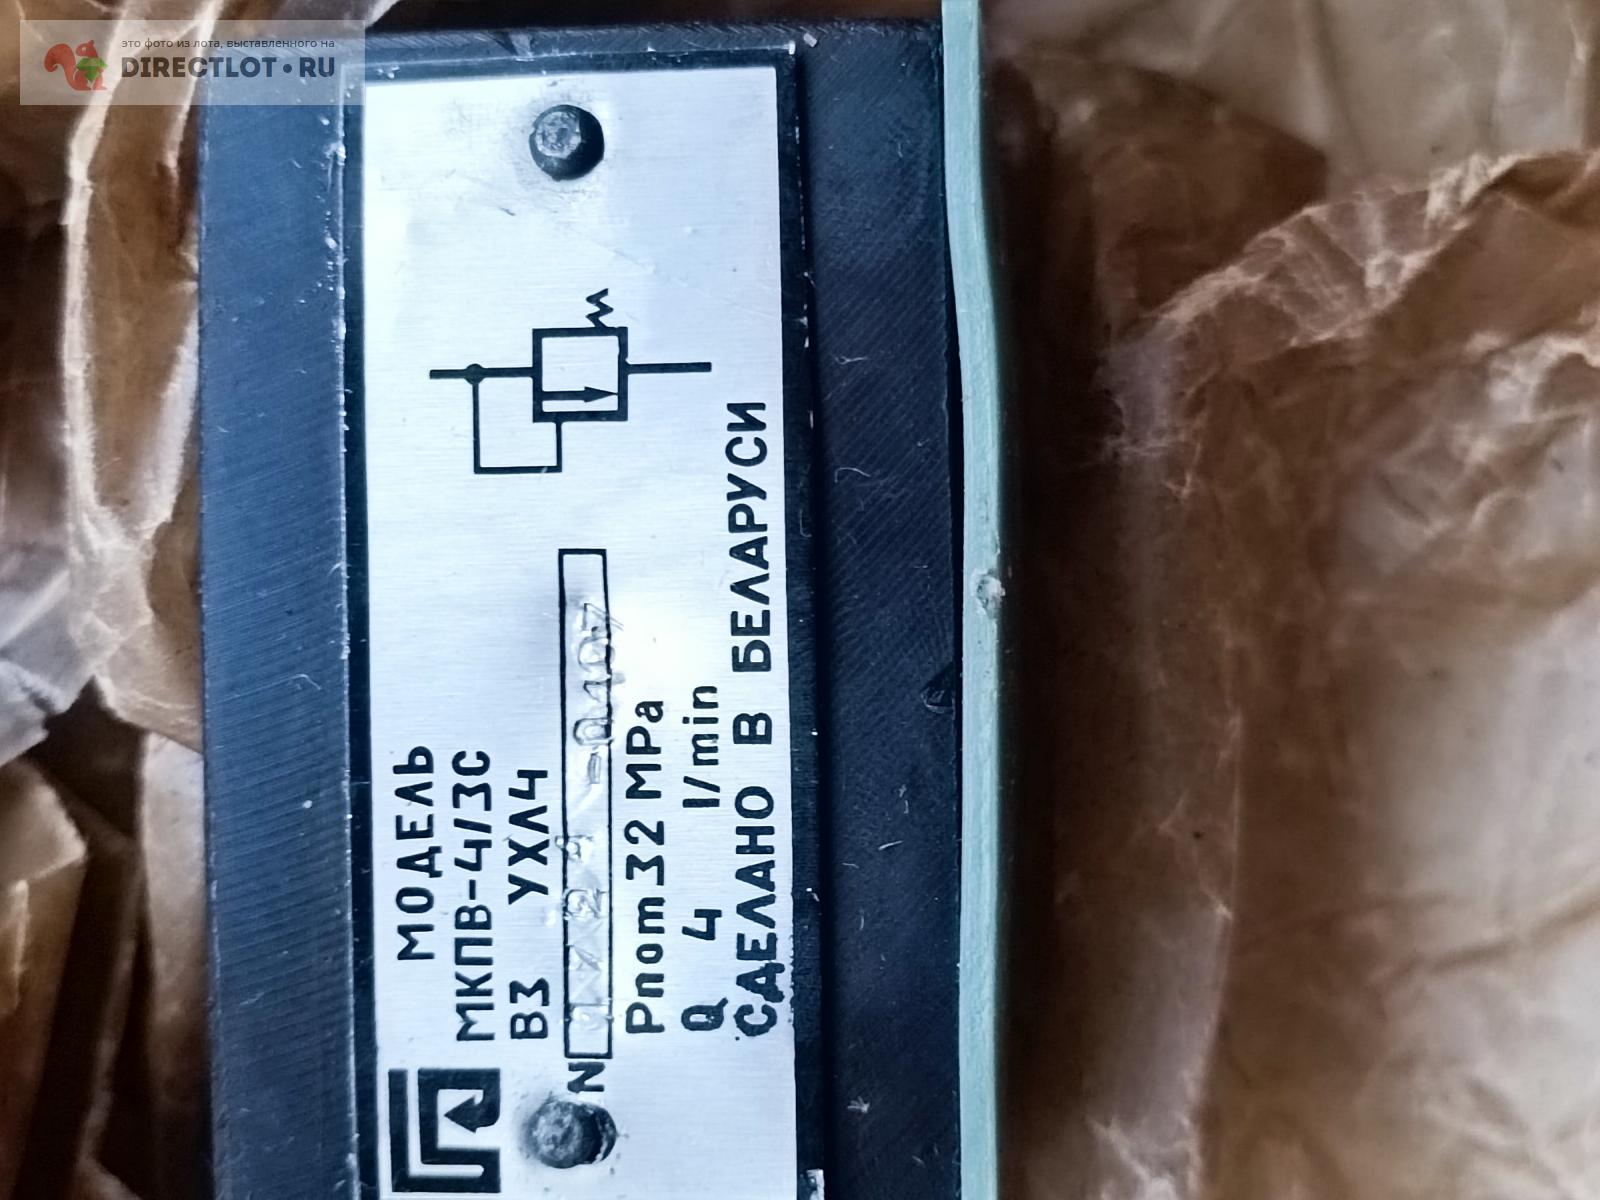 это фото из лота, выставленного на
DIRECTLOT•RU
МОДЕЛЬ
МКПВ-4/3С
В3 УХЛ4
N
Pnom 32 MPa
Q 4 l/min
СДЕЛАНО В БЕЛАРУСИ